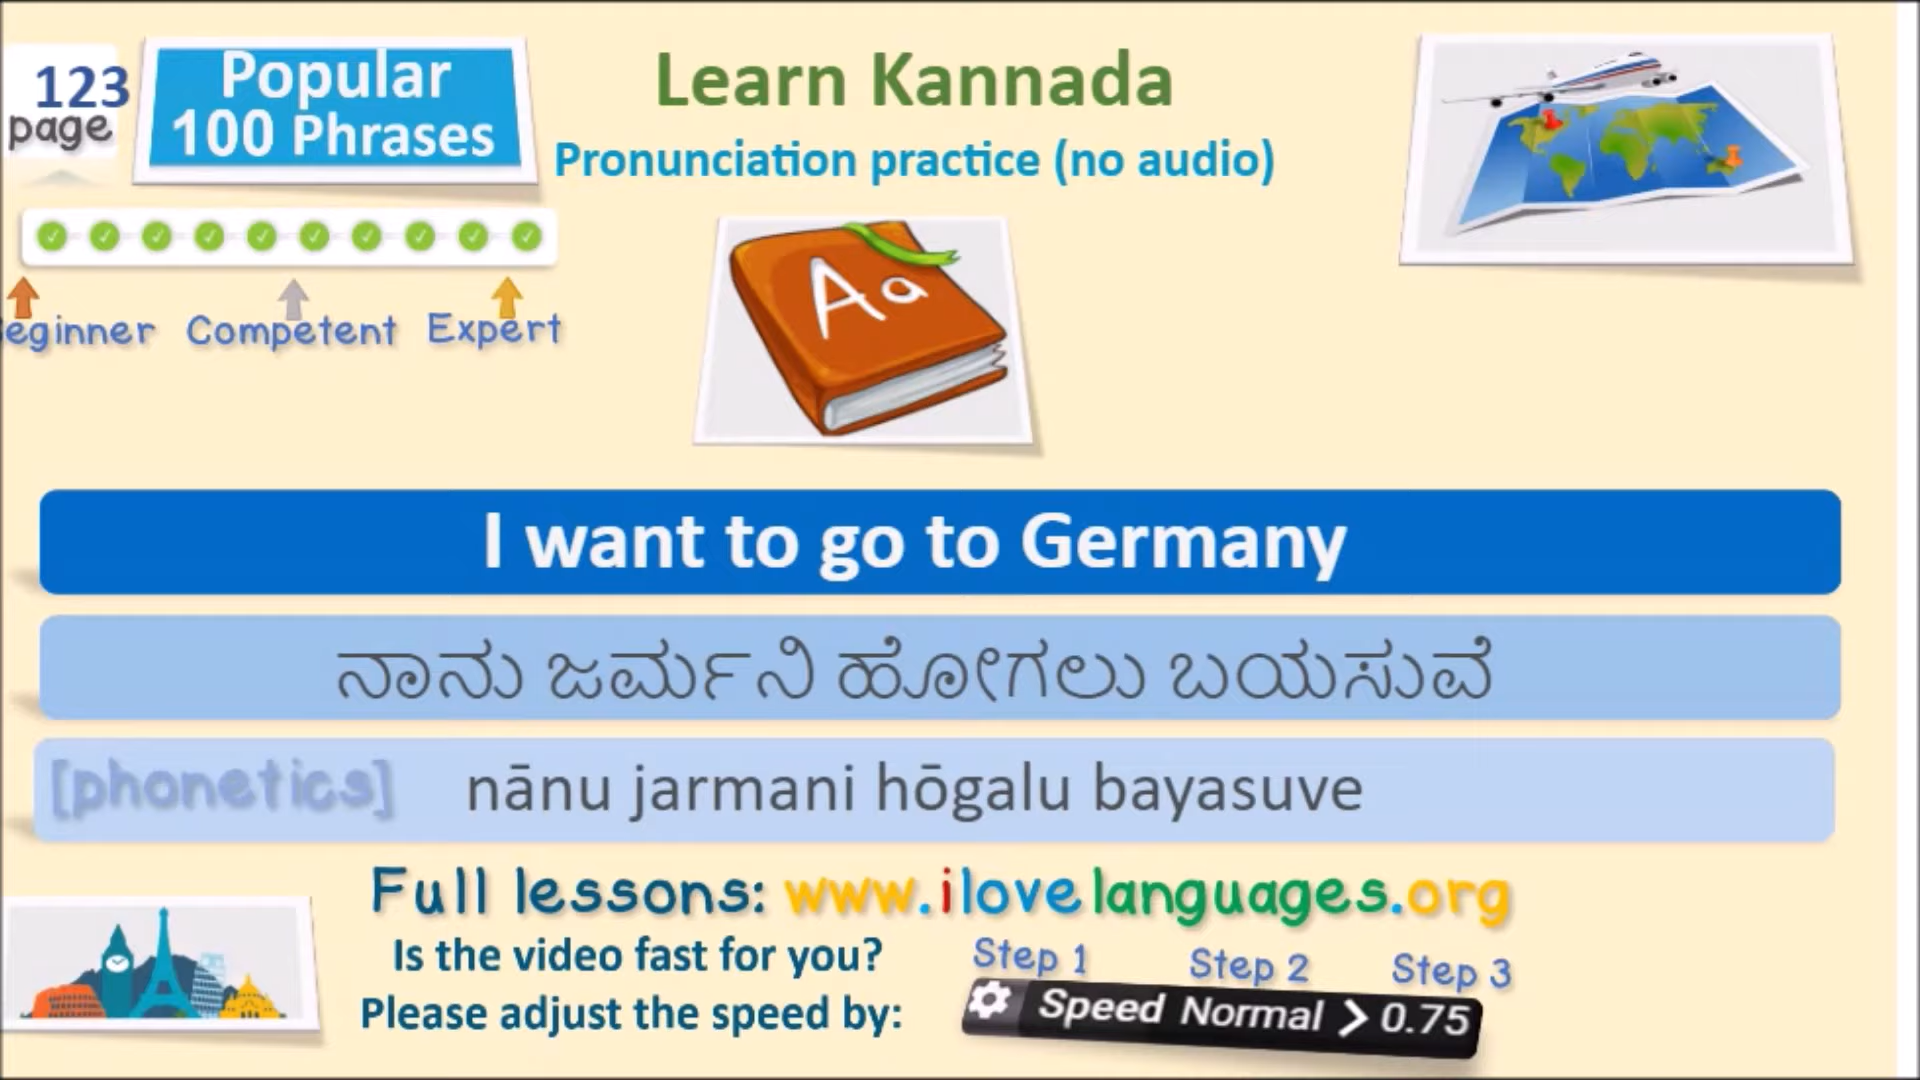 123
page
Popular
100 Phrases
Learn Kannada
Pronunciation practice (no audio)
eginner Competent Expert
Aa
I want to go to Germany
ನಾನು ಜರ್ಮನಿ ಹೋಗಲು ಬಯಸುವೆ
[phonetics] nānu jarmani hōgalu bayasuve
Full lessons: www.ilovelanguages.org
Is the video fast for you?
Please adjust the speed by:
Step 1 Step 2 Step 3
Speed Normal > 0.75